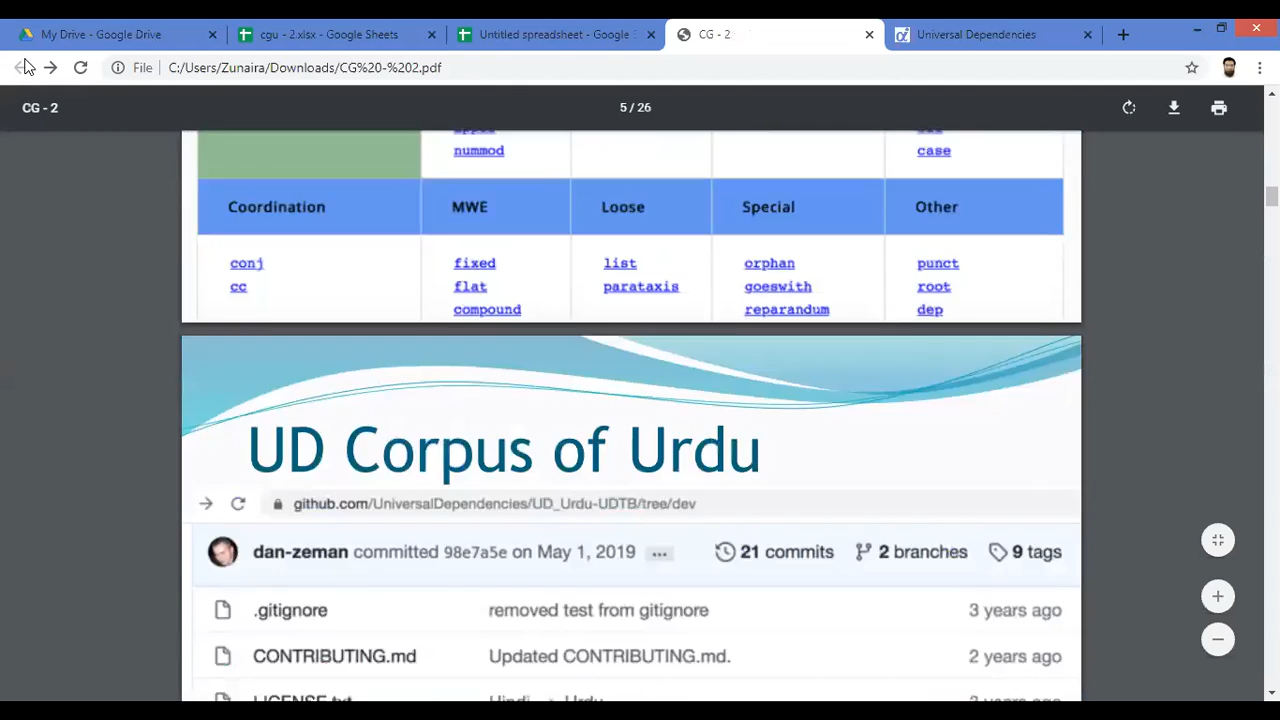 My Drive - Google Drive
cgu - 2.xlsx - Google Sheets
Untitled spreadsheet - Google
CG - 2
Universal Dependencies
File
C:/Users/Zunaira/Downloads/CG%20-%202.pdf
CG - 2
5 / 26
nummod
case
Coordination MWE Loose Special Other
conj fixed list orphan punct
cc flat parataxis goeswith root
compound reparandum dep
UD Corpus of Urdu
github.com/UniversalDependencies/UD_Urdu-UDTB/tree/dev
dan-zeman committed 98e7a5e on May 1, 2019 ... 21 commits 2 branches 9 tags
.gitignore removed test from gitignore 3 years ago
CONTRIBUTING.md Updated CONTRIBUTING.md. 2 years ago